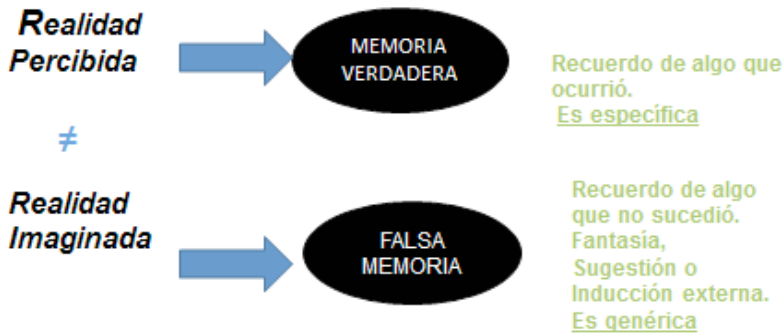 Realidad
Percibida
MEMORIA
VERDADERA
Recuerdo de algo que
ocurrió.
Es específica
≠
Realidad
Imaginada
FALSA
MEMORIA
Recuerdo de algo
que no sucedió.
Fantasía,
Sugestión o
Inducción externa.
Es genérica